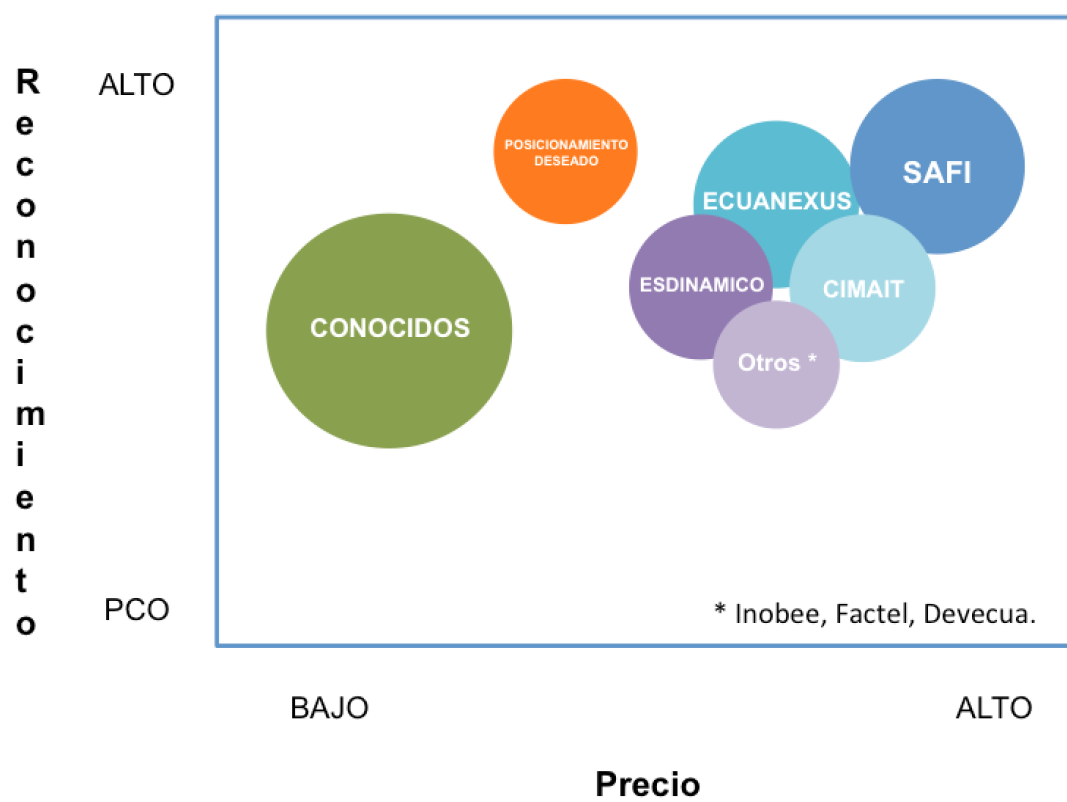 Reconocimiento
ALTO
POSICIONAMIENTO
DESEADO
SAFI
ECUANEXUS
ESDINAMICO
CIMAIT
CONOCIDOS
Otros *
PCO
* Inobee, Factel, Devecua.
BAJO
ALTO
Precio